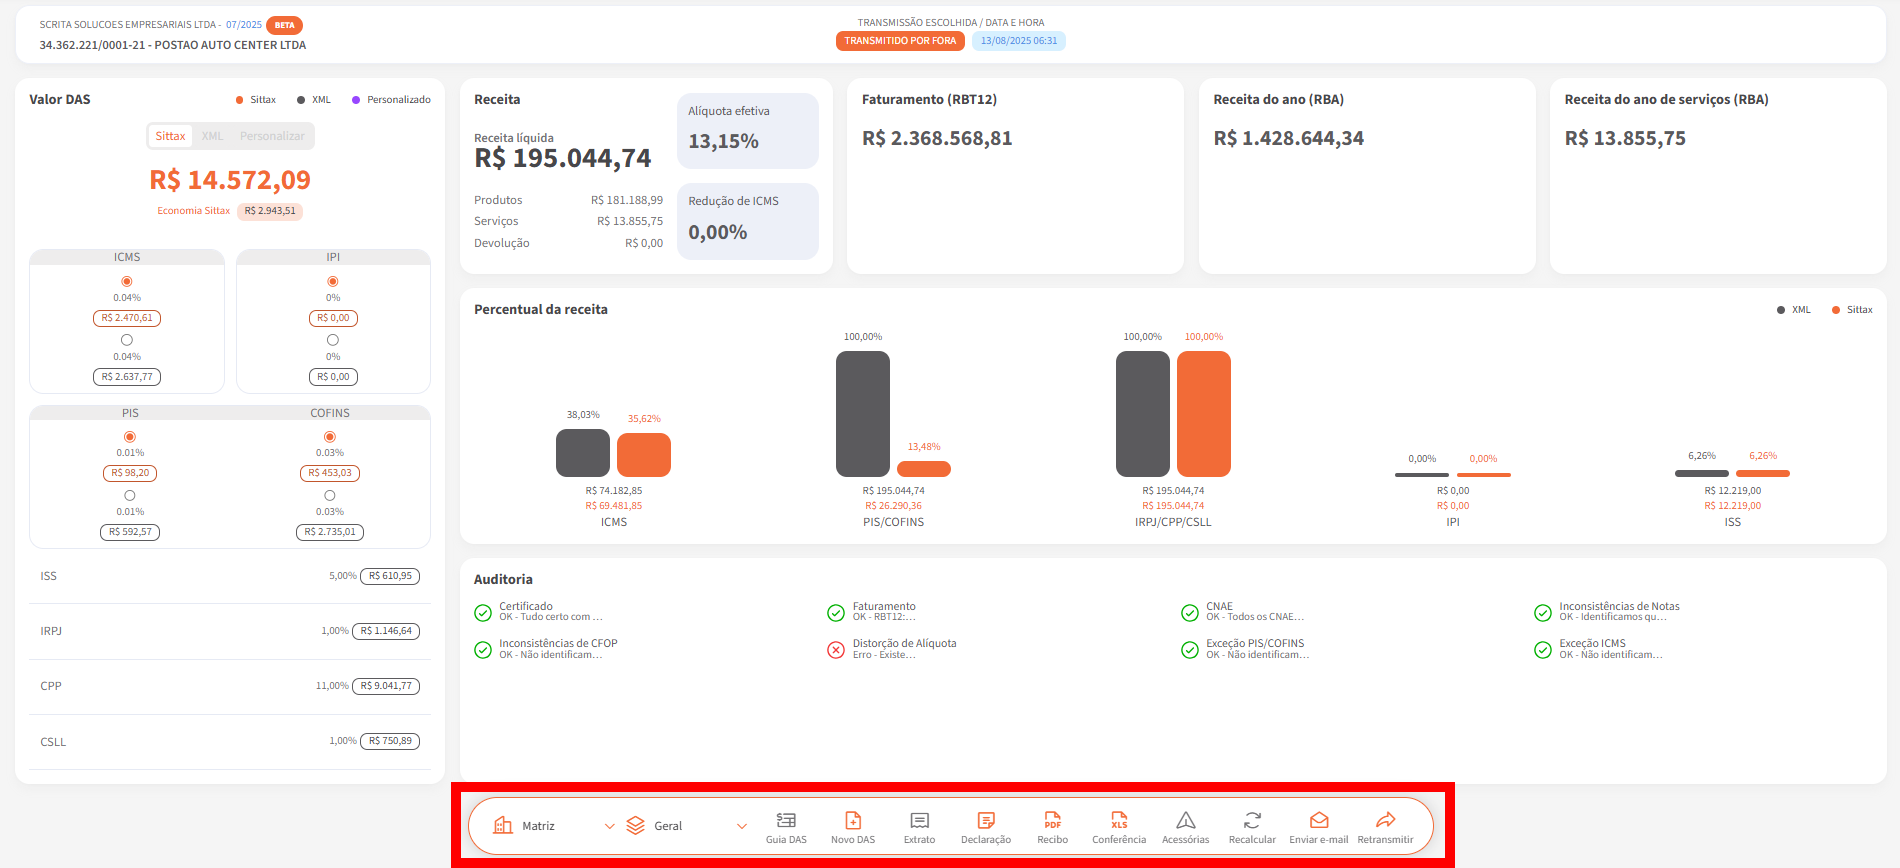 SCRITA SOLUCOES EMPRESARIAIS LTDA - 07/2025 BETA
34.362.221/0001-21 - POSTAO AUTO CENTER LTDA
TRANSMISSÃO ESCOLHIDA / DATA E HORA
TRANSMITIDO POR FORA 13/08/2025 06:31
Valor DAS
Sittax XML Personalizado
Sittax XML Personalizar
R$ 14.572,09
Economia Sittax R$ 2.943,51
ICMS
0.04%
R$ 2.470,61
0.04%
R$ 2.637,77
IPI
0%
R$ 0,00
0%
R$ 0,00
PIS
0.01%
R$ 98,20
0.01%
R$ 592,57
COFINS
0.03%
R$ 453,03
0.03%
R$ 2.735,01
ISS 5,00% R$ 610,95
IRPJ 1,00% R$ 1.146,64
CPP 11,00% R$ 9.041,77
CSLL 1,00% R$ 750,89
Receita
Receita líquida
R$ 195.044,74
Produtos R$ 181.188,99
Serviços R$ 13.855,75
Devolução R$ 0,00
Alíquota efetiva
13,15%
Redução de ICMS
0,00%
Faturamento (RBT12)
R$ 2.368.568,81
Receita do ano (RBA)
R$ 1.428.644,34
Receita do ano de serviços (RBA)
R$ 13.855,75
Percentual da receita
XML Sittax
38,03% 35,62%
R$ 74.182,85
R$ 69.481,85
ICMS
100,00% 13,48%
R$ 195.044,74
R$ 26.290,36
PIS/COFINS
100,00% 100,00%
R$ 195.044,74
R$ 195.044,74
IRPJ/CPP/CSLL
0,00% 0,00%
R$ 0,00
R$ 0,00
IPI
6,26% 6,26%
R$ 12.219,00
R$ 12.219,00
ISS
Auditoria
Certificado
OK - Tudo certo com ...
Faturamento
OK - RBT12:...
CNAE
OK - Todos os CNAE...
Inconsistências de Notas
OK - Identificamos qu...
Inconsistências de CFOP
OK - Não identificam...
Distorção de Alíquota
Erro - Existe...
Exceção PIS/COFINS
OK - Não identificam...
Exceção ICMS
OK - Não identificam...
Matriz
Geral
Guia DAS
Novo DAS
Extrato
Declaração
PDF
Recibo
XLS
Conferência
Acessórias
Recalcular
Enviar e-mail
Retransmitir